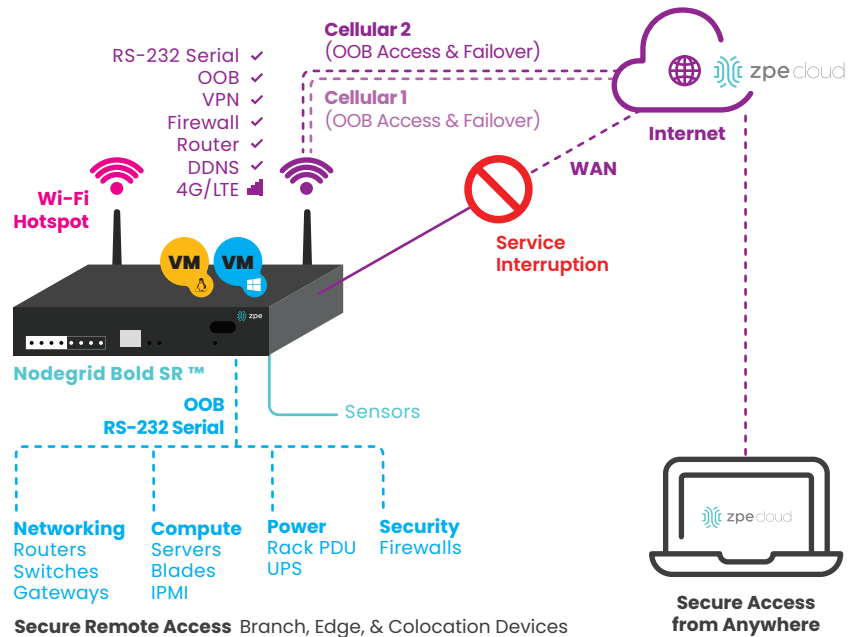 Cellular 2
(OOB Access & Failover)
RS-232 Serial ✓
OOB ✓
VPN ✓
Firewall ✓
Router ✓
DDNS ✓
4G/LTE
Cellular 1
(OOB Access & Failover)
zpe cloud
Internet
WAN
Wi-Fi
Hotspot
Service
Interruption
VM
VM
zpe
Nodegrid Bold SR ™
OOB
RS-232 Serial
Sensors
Networking
Routers
Switches
Gateways
Compute
Servers
Blades
IPMI
Power
Rack PDU
UPS
Security
Firewalls
zpe cloud
Secure Access
from Anywhere
Secure Remote Access Branch, Edge, & Colocation Devices